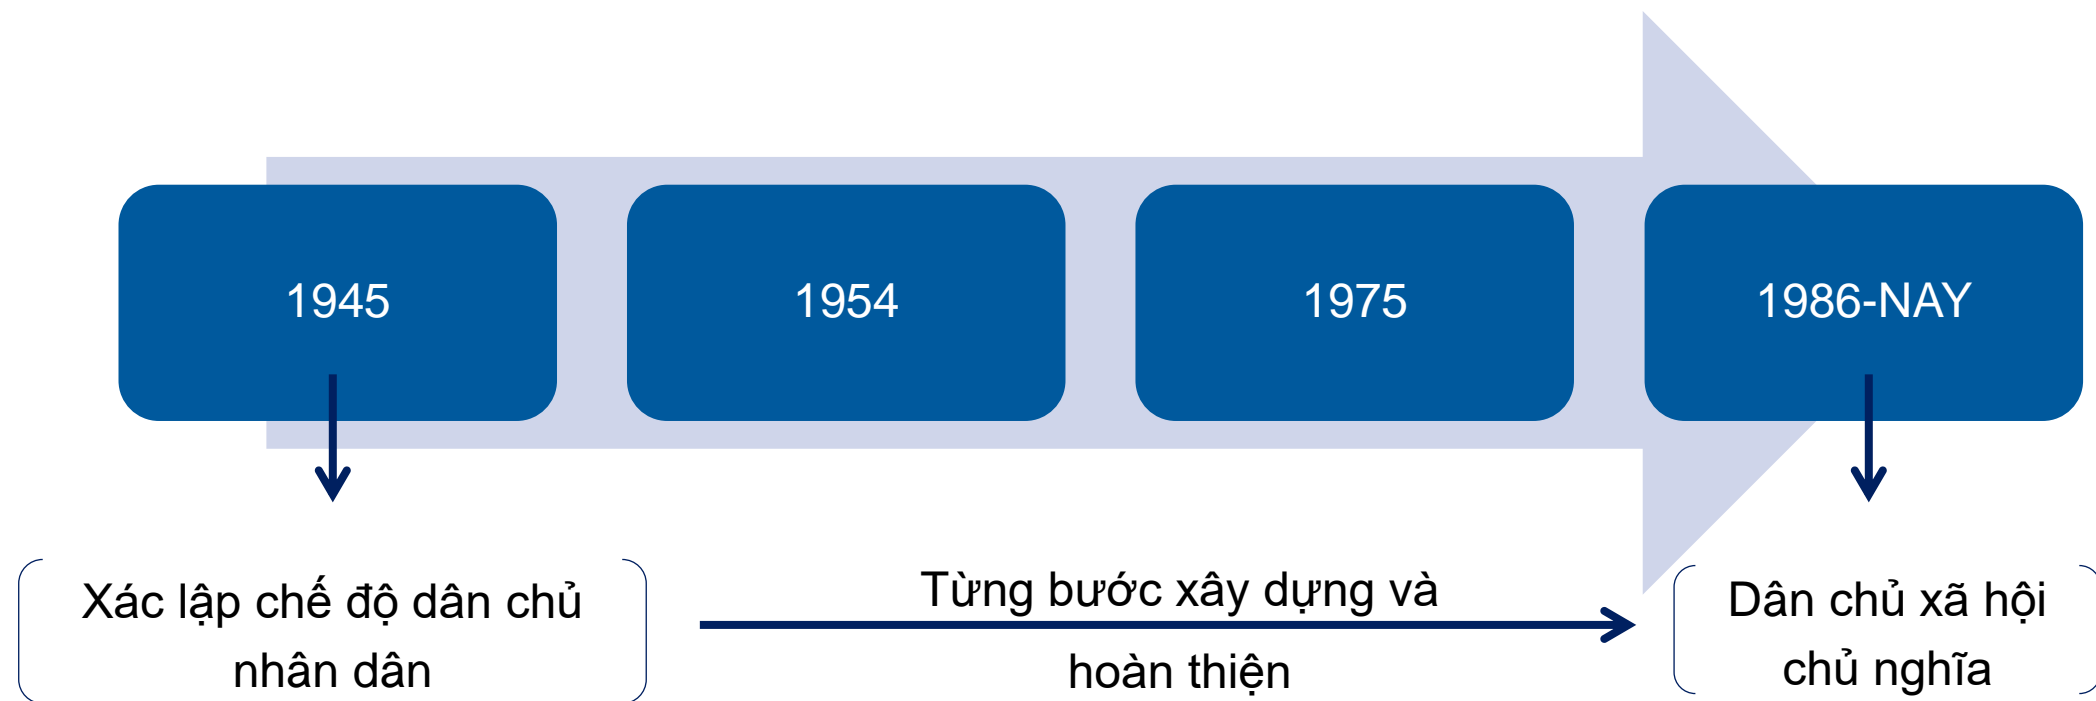 1945
1954
1975
1986-NAY
Xác lập chế độ dân chủ
nhân dân
Từng bước xây dựng và
hoàn thiện
Dân chủ xã hội
chủ nghĩa